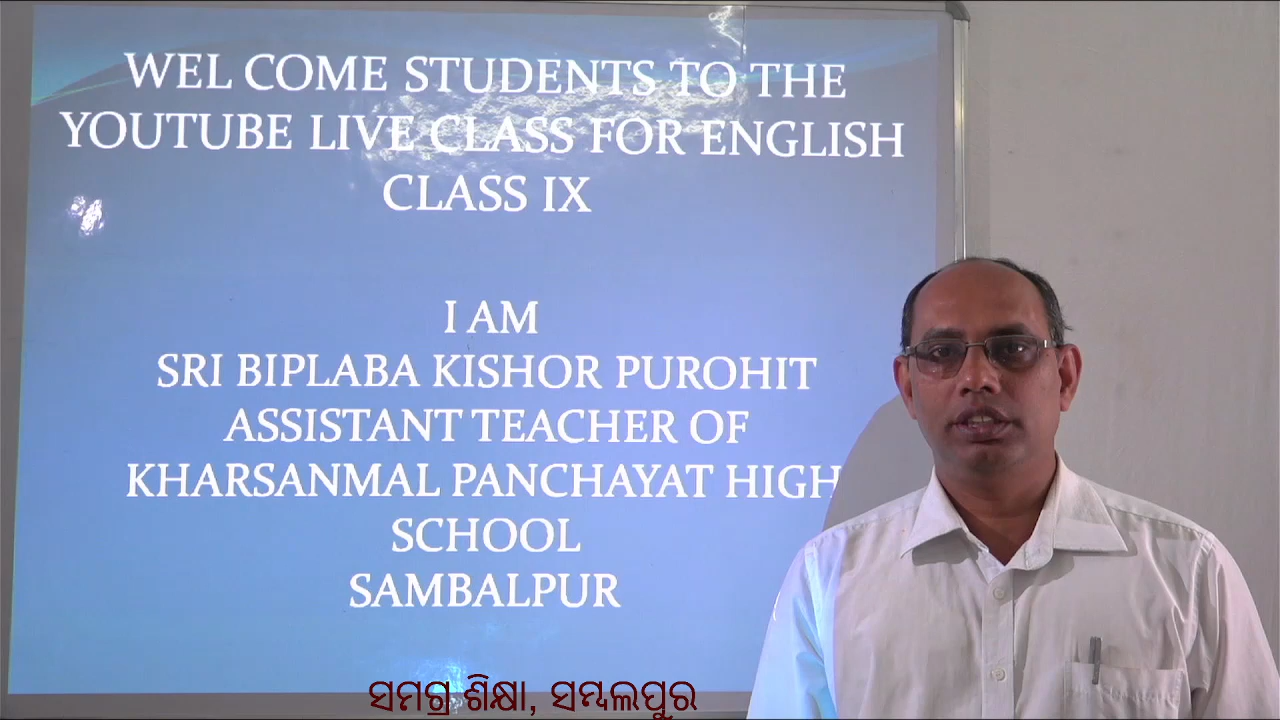 WEL COME STUDENTS TO THE
YOUTUBE LIVE CLASS FOR ENGLISH
CLASS IX
I AM
SRI BIPLABA KISHOR PUROHIT
ASSISTANT TEACHER OF
KHARSANMAL PANCHAYAT HIGH
SCHOOL
SAMBALPUR
ସମଗ୍ର ଶିକ୍ଷା, ସମ୍ବଲପୁର